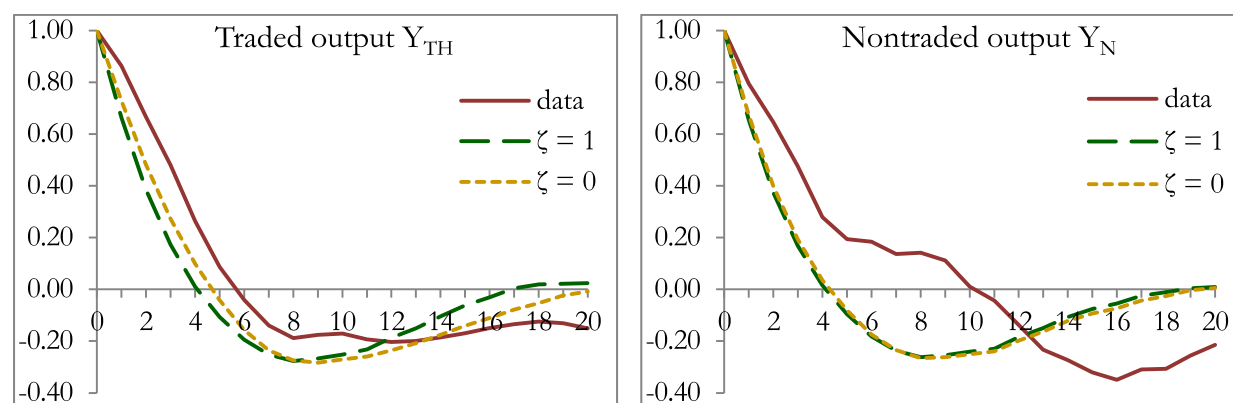 Traded output Y_TH
1.00
0.80
0.60
0.40
0.20
0.00
-0.20
-0.40
0 2 4 6 8 10 12 14 16 18 20
data
ζ = 1
ζ = 0
Nontraded output Y_N
1.00
0.80
0.60
0.40
0.20
0.00
-0.20
-0.40
0 2 4 6 8 10 12 14 16 18 20
data
ζ = 1
ζ = 0